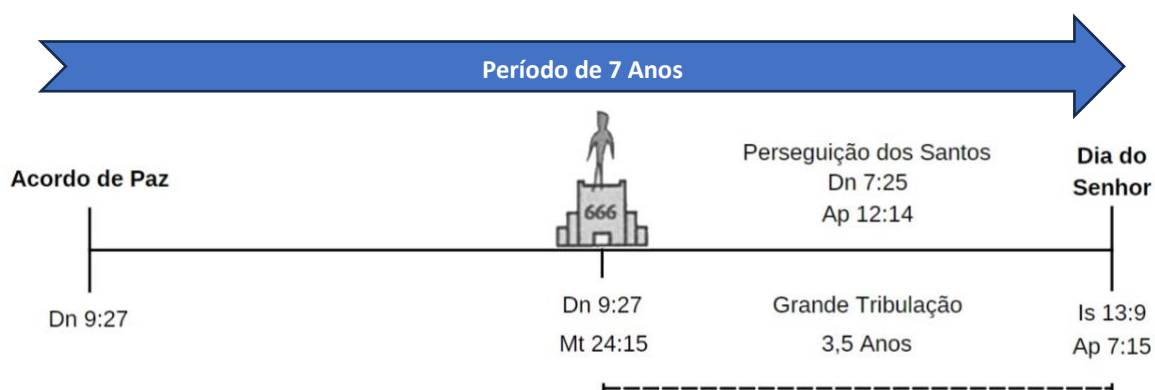 Período de 7 Anos
Acordo de Paz
666
Perseguição dos Santos
Dn 7:25
Ap 12:14
Dia do
Senhor
Dn 9:27
Dn 9:27
Mt 24:15
Grande Tribulação
3,5 Anos
Is 13:9
Ap 7:15